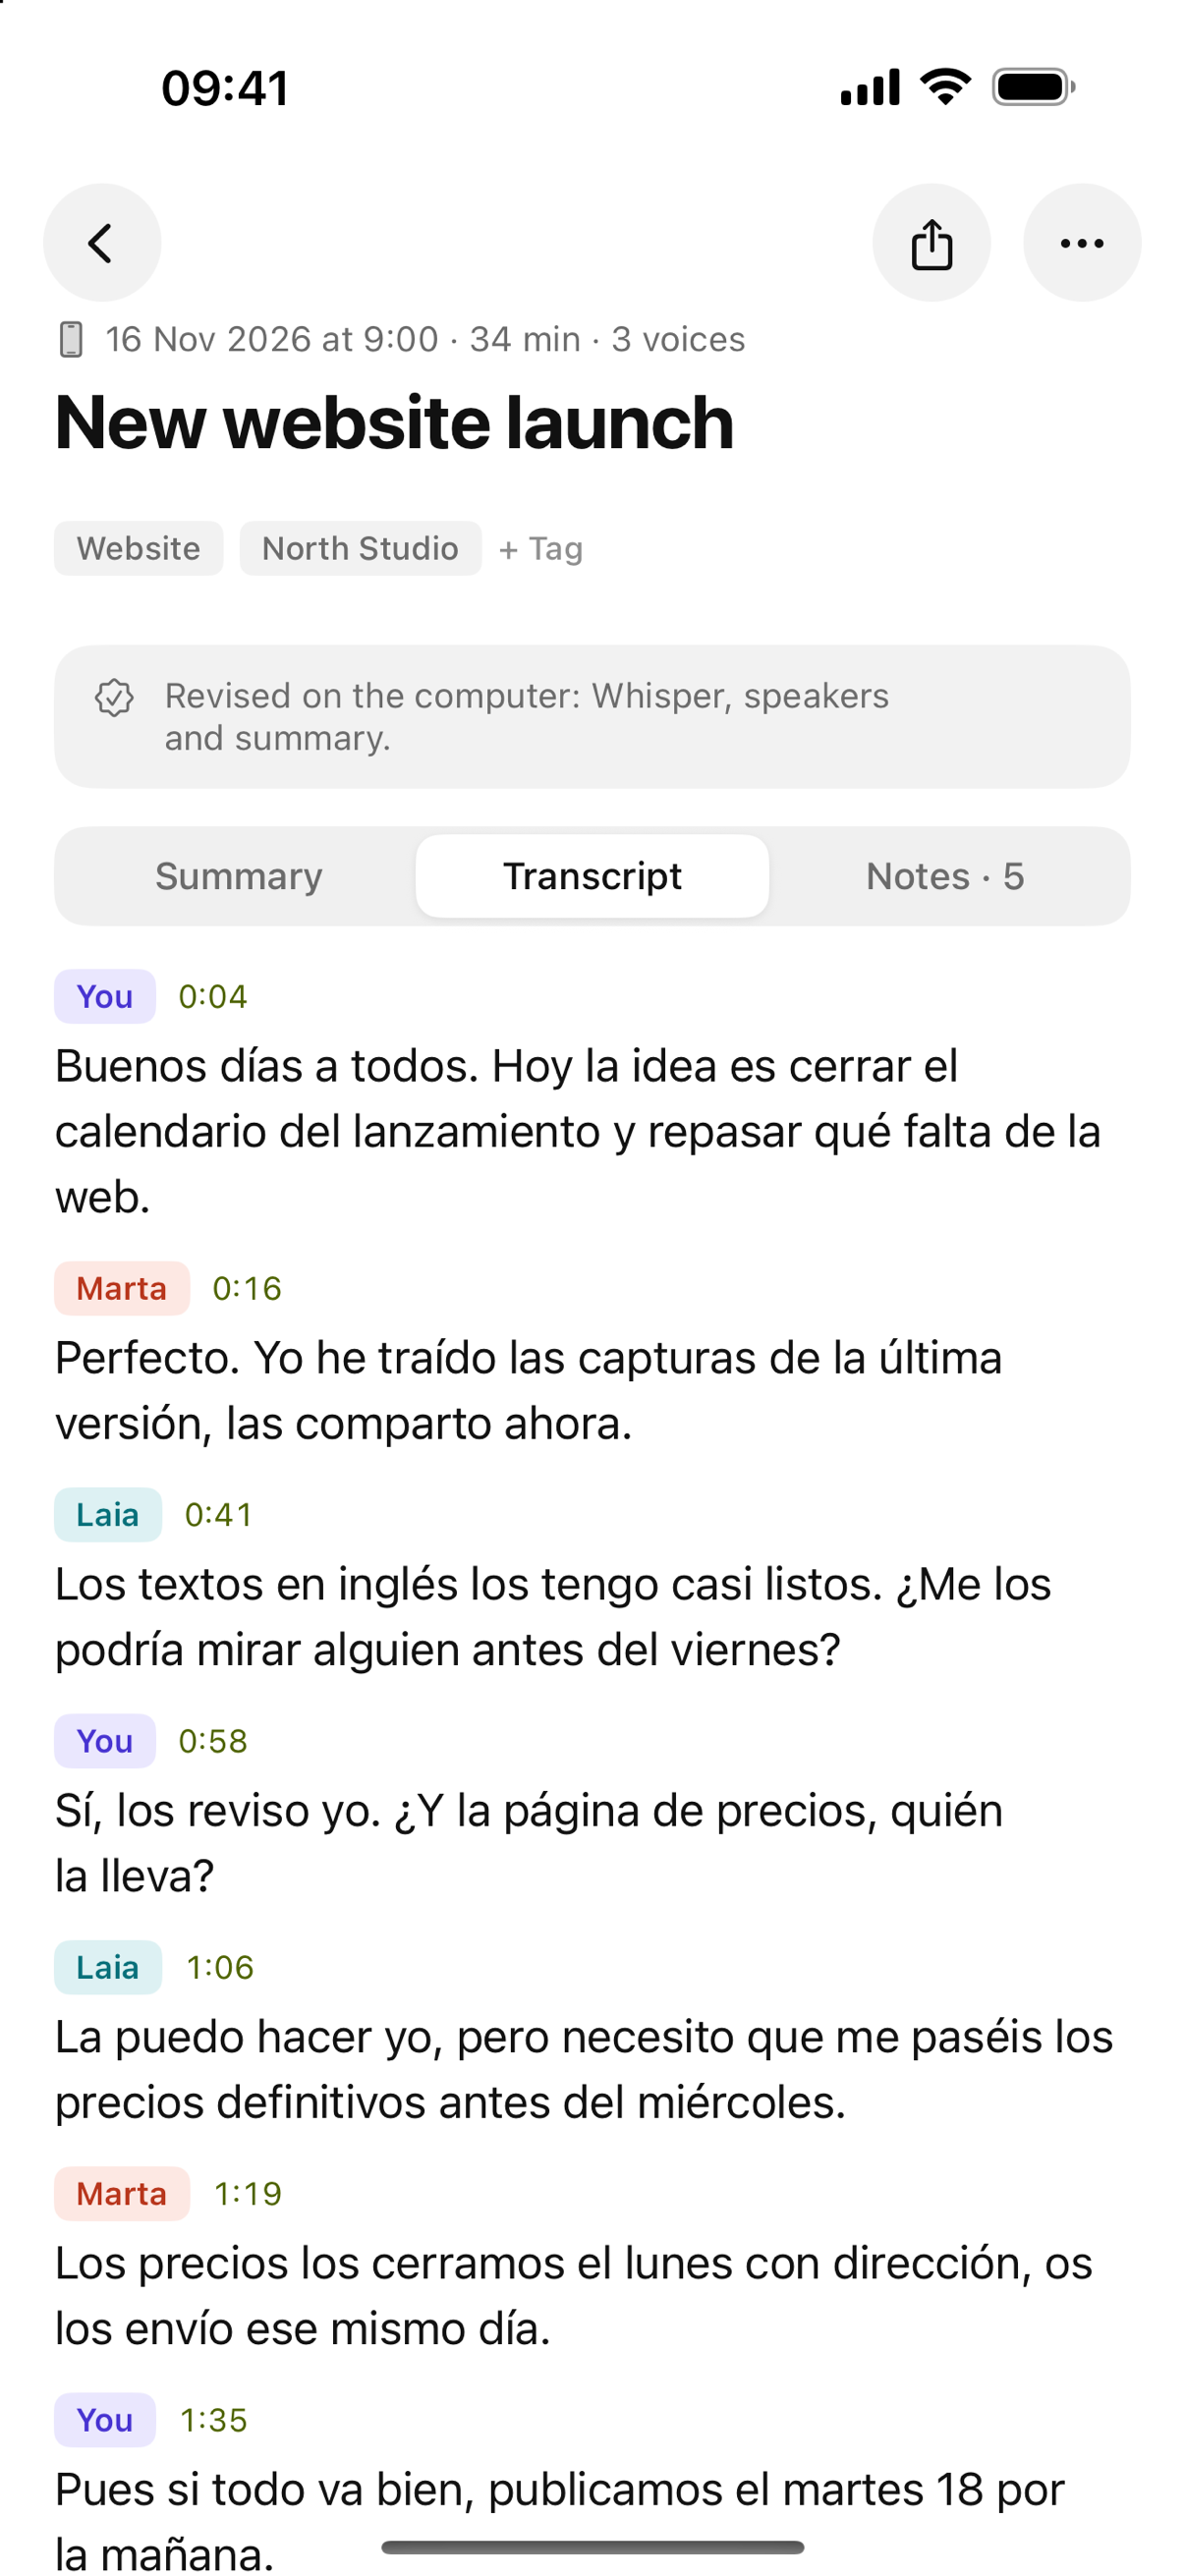 09:41
16 Nov 2026 at 9:00 · 34 min · 3 voices
New website launch
Website North Studio + Tag
Revised on the computer: Whisper, speakers
and summary.
Summary Transcript Notes · 5
You 0:04
Buenos días a todos. Hoy la idea es cerrar el
calendario del lanzamiento y repasar qué falta de la
web.
Marta 0:16
Perfecto. Yo he traído las capturas de la última
versión, las comparto ahora.
Laia 0:41
Los textos en inglés los tengo casi listos. ¿Me los
podría mirar alguien antes del viernes?
You 0:58
Sí, los reviso yo. ¿Y la página de precios, quién
la lleva?
Laia 1:06
La puedo hacer yo, pero necesito que me paséis los
precios definitivos antes del miércoles.
Marta 1:19
Los precios los cerramos el lunes con dirección, os
los envío ese mismo día.
You 1:35
Pues si todo va bien, publicamos el martes 18 por
la mañana.